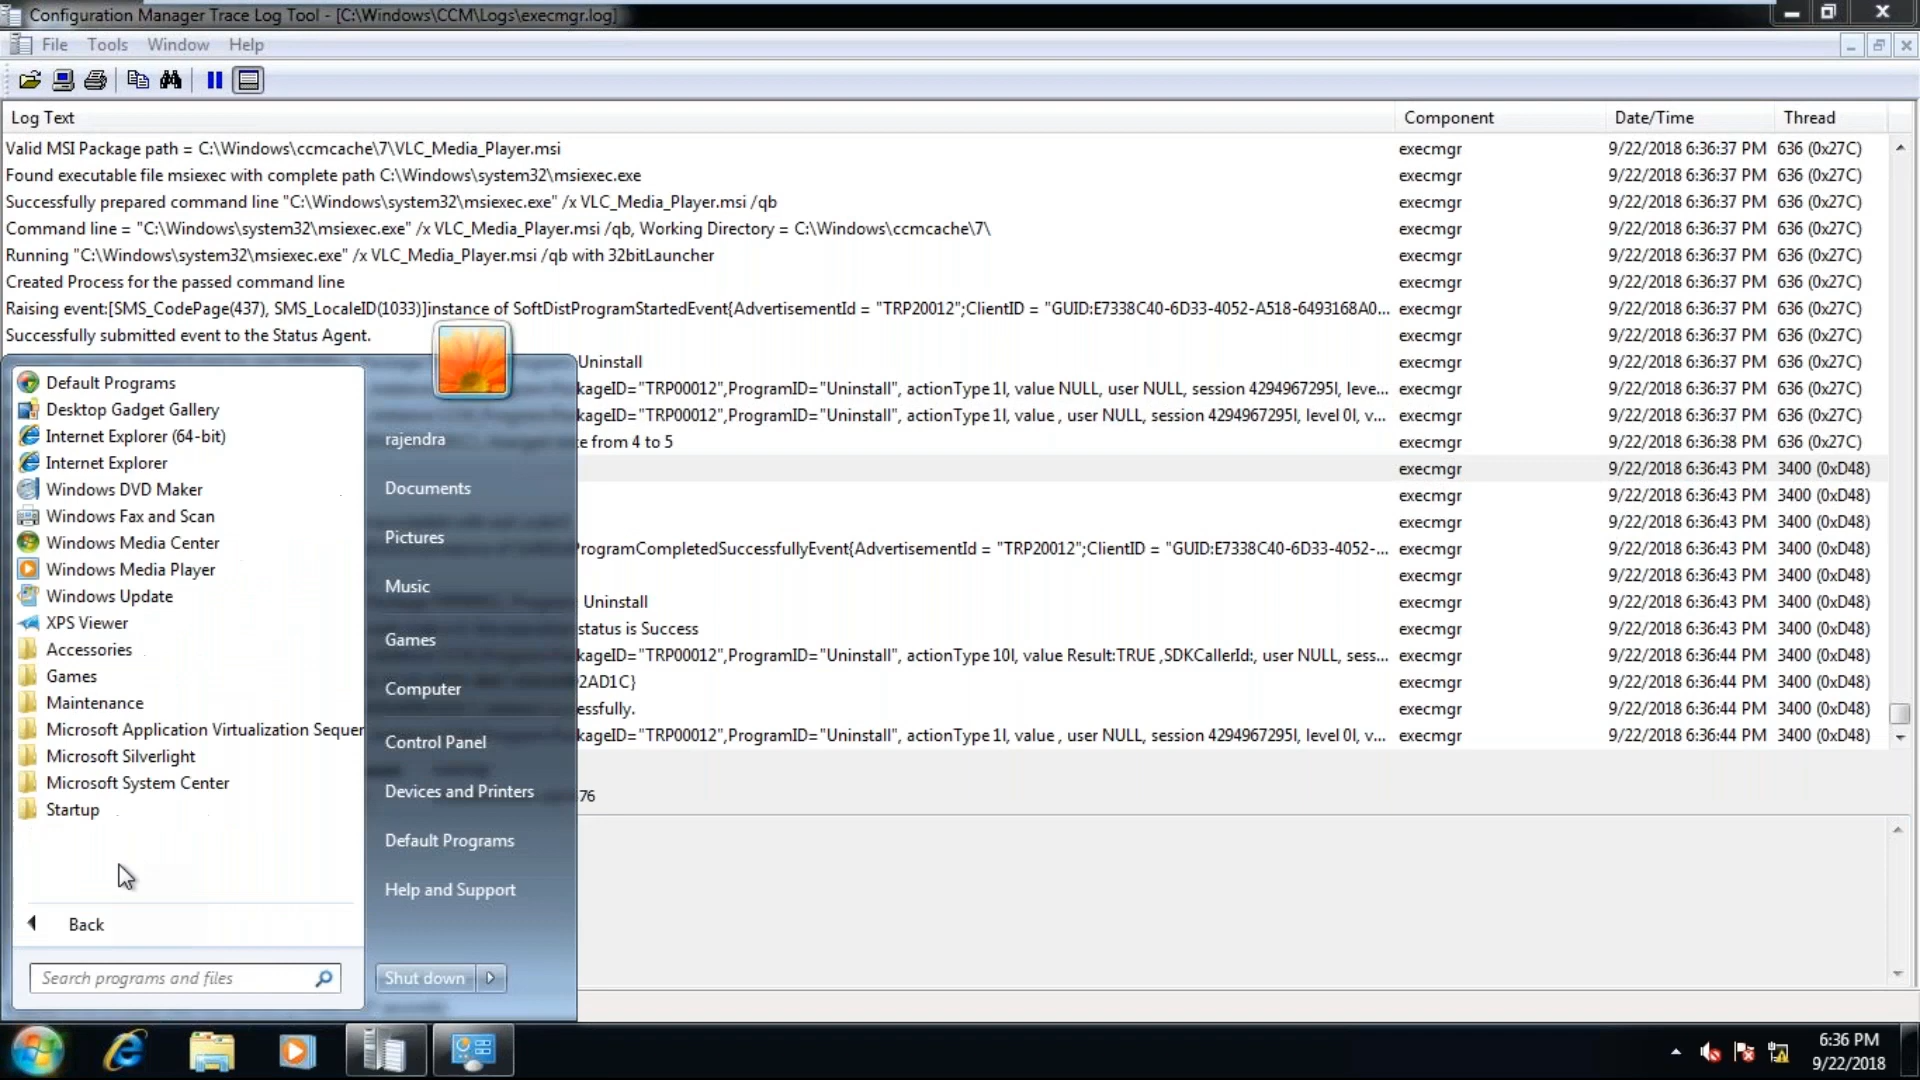 Configuration Manager Trace Log Tool - [C:\Windows\CCM\Logs\execmgr.log]
File Tools Window Help
Log Text Component Date/Time Thread
Valid MSI Package path = C:\Windows\ccmcache\7\VLC_Media_Player.msi execmgr 9/22/2018 6:36:37 PM 636 (0x27C)
Found executable file msiexec with complete path C:\Windows\system32\msiexec.exe execmgr 9/22/2018 6:36:37 PM 636 (0x27C)
Successfully prepared command line "C:\Windows\system32\msiexec.exe" /x VLC_Media_Player.msi /qb execmgr 9/22/2018 6:36:37 PM 636 (0x27C)
Command line = "C:\Windows\system32\msiexec.exe" /x VLC_Media_Player.msi /qb, Working Directory = C:\Windows\ccmcache\7\ execmgr 9/22/2018 6:36:37 PM 636 (0x27C)
Running "C:\Windows\system32\msiexec.exe" /x VLC_Media_Player.msi /qb with 32bitLauncher execmgr 9/22/2018 6:36:37 PM 636 (0x27C)
Created Process for the passed command line execmgr 9/22/2018 6:36:37 PM 636 (0x27C)
Raising event:[SMS_CodePage(437), SMS_LocaleID(1033)]instance of SoftDistProgramStartedEvent{AdvertisementId = "TRP20012";ClientID = "GUID:E7338C40-6D33-4052-A518-6493168A0... execmgr 9/22/2018 6:36:37 PM 636 (0x27C)
Successfully submitted event to the Status Agent. execmgr 9/22/2018 6:36:37 PM 636 (0x27C)
Uninstall execmgr 9/22/2018 6:36:37 PM 636 (0x27C)
kageID="TRP00012",ProgramID="Uninstall", actionType 1l, value NULL, user NULL, session 4294967295l, leve... execmgr 9/22/2018 6:36:37 PM 636 (0x27C)
kageID="TRP00012",ProgramID="Uninstall", actionType 1l, value , user NULL, session 4294967295l, level 0l, v... execmgr 9/22/2018 6:36:37 PM 636 (0x27C)
e from 4 to 5 execmgr 9/22/2018 6:36:38 PM 636 (0x27C)
execmgr 9/22/2018 6:36:43 PM 3400 (0xD48)
execmgr 9/22/2018 6:36:43 PM 3400 (0xD48)
execmgr 9/22/2018 6:36:43 PM 3400 (0xD48)
ProgramCompletedSuccessfullyEvent{AdvertisementId = "TRP20012";ClientID = "GUID:E7338C40-6D33-4052-... execmgr 9/22/2018 6:36:43 PM 3400 (0xD48)
execmgr 9/22/2018 6:36:43 PM 3400 (0xD48)
Uninstall execmgr 9/22/2018 6:36:43 PM 3400 (0xD48)
status is Success execmgr 9/22/2018 6:36:43 PM 3400 (0xD48)
kageID="TRP00012",ProgramID="Uninstall", actionType 10l, value Result:TRUE ,SDKCallerId:, user NULL, sess... execmgr 9/22/2018 6:36:44 PM 3400 (0xD48)
2AD1C} execmgr 9/22/2018 6:36:44 PM 3400 (0xD48)
essfully. execmgr 9/22/2018 6:36:44 PM 3400 (0xD48)
kageID="TRP00012",ProgramID="Uninstall", actionType 1l, value , user NULL, session 4294967295l, level 0l, v... execmgr 9/22/2018 6:36:44 PM 3400 (0xD48)
76
Default Programs
Desktop Gadget Gallery
Internet Explorer (64-bit)
Internet Explorer
Windows DVD Maker
Windows Fax and Scan
Windows Media Center
Windows Media Player
Windows Update
XPS Viewer
Accessories
Games
Maintenance
Microsoft Application Virtualization Sequer
Microsoft Silverlight
Microsoft System Center
Startup
Back
Search programs and files
rajendra
Documents
Pictures
Music
Games
Computer
Control Panel
Devices and Printers
Default Programs
Help and Support
Shut down
6:36 PM
9/22/2018